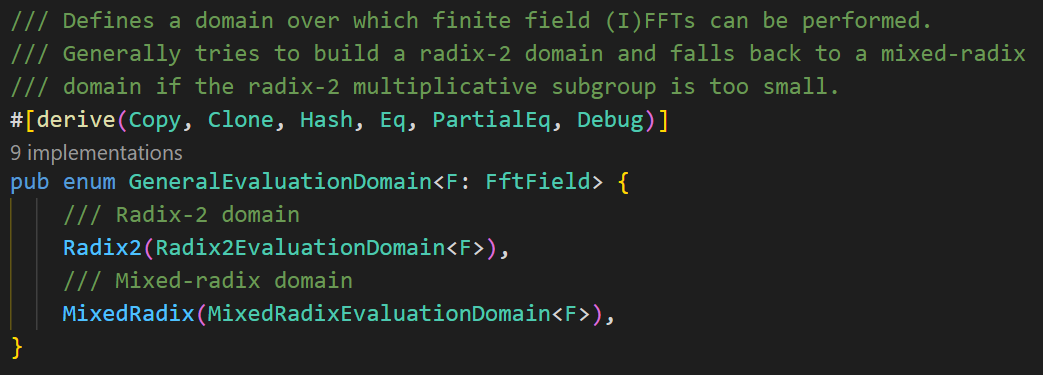 /// Defines a domain over which finite field (I)FFTs can be performed.
/// Generally tries to build a radix-2 domain and falls back to a mixed-radix
/// domain if the radix-2 multiplicative subgroup is too small.
#[derive(Copy, Clone, Hash, Eq, PartialEq, Debug)]
9 implementations
pub enum GeneralEvaluationDomain<F: FftField> {
    /// Radix-2 domain
    Radix2(Radix2EvaluationDomain<F>),
    /// Mixed-radix domain
    MixedRadix(MixedRadixEvaluationDomain<F>),
}